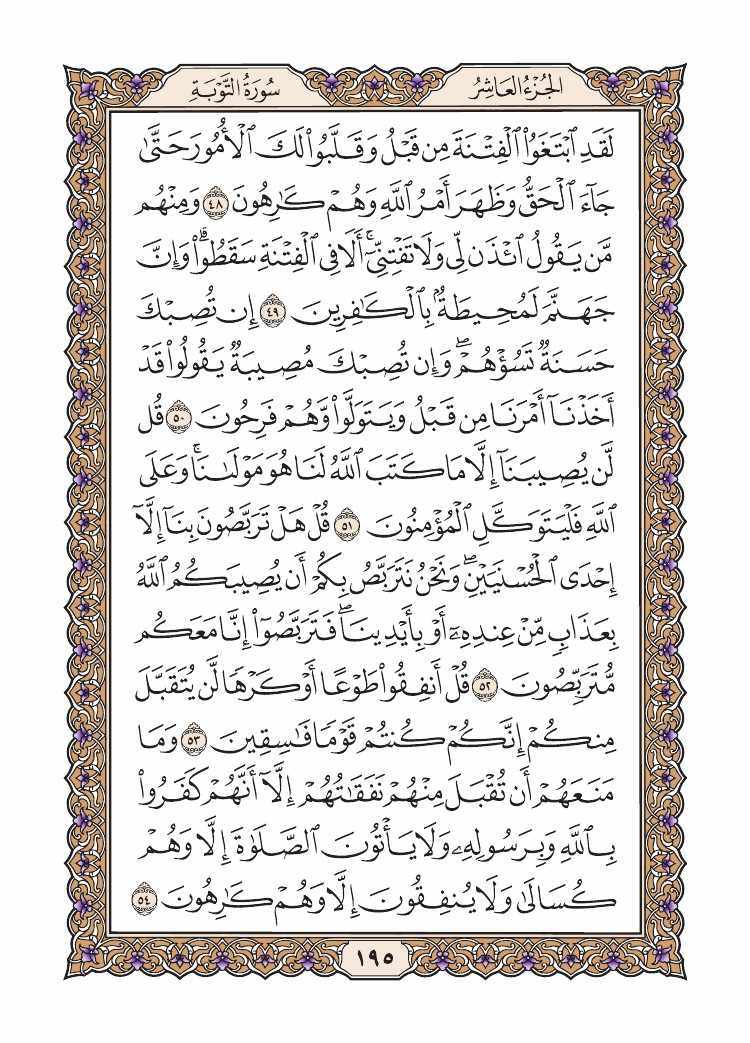 الجُزْءُ العَاشِرُ
سُورَةُ التَّوْبَةِ
لَقَدِ ٱبْتَغَوُا۟ ٱلْفِتْنَةَ مِن قَبْلُ وَقَلَّبُوا۟ لَكَ ٱلْأُمُورَ حَتَّىٰ
جَآءَ ٱلْحَقُّ وَظَهَرَ أَمْرُ ٱللَّهِ وَهُمْ كَٰرِهُونَ ٤٨ وَمِنْهُم
مَّن يَقُولُ ٱئْذَن لِّى وَلَا تَفْتِنِّىٓ ۚ أَلَا فِى ٱلْفِتْنَةِ سَقَطُوا۟ ۗ وَإِنَّ
جَهَنَّمَ لَمُحِيطَةٌۢ بِٱلْكَٰفِرِينَ ٤٩ إِن تُصِبْكَ
حَسَنَةٌ تَسُؤْهُمْ ۖ وَإِن تُصِبْكَ مُصِيبَةٌ يَقُولُوا۟ قَدْ
أَخَذْنَآ أَمْرَنَا مِن قَبْلُ وَيَتَوَلَّوا۟ وَّهُمْ فَرِحُونَ ٥٠ قُل
لَّن يُصِيبَنَآ إِلَّا مَا كَتَبَ ٱللَّهُ لَنَا هُوَ مَوْلَىٰنَا ۚ وَعَلَى
ٱللَّهِ فَلْيَتَوَكَّلِ ٱلْمُؤْمِنُونَ ٥١ قُلْ هَلْ تَرَبَّصُونَ بِنَآ إِلَّآ
إِحْدَى ٱلْحُسْنَيَيْنِ ۖ وَنَحْنُ نَتَرَبَّصُ بِكُمْ أَن يُصِيبَكُمُ ٱللَّهُ
بِعَذَابٍ مِّنْ عِندِهِۦٓ أَوْ بِأَيْدِينَا ۖ فَتَرَبَّصُوٓا۟ إِنَّا مَعَكُم
مُّتَرَبِّصُونَ ٥٢ قُلْ أَنفِقُوا۟ طَوْعًا أَوْ كَرْهًا لَّن يُتَقَبَّلَ
مِنكُمْ ۖ إِنَّكُمْ كُنتُمْ قَوْمًا فَٰسِقِينَ ٥٣ وَمَا
مَنَعَهُمْ أَن تُقْبَلَ مِنْهُمْ نَفَقَٰتُهُمْ إِلَّآ أَنَّهُمْ كَفَرُوا۟
بِٱللَّهِ وَبِرَسُولِهِۦ وَلَا يَأْتُونَ ٱلصَّلَوٰةَ إِلَّا وَهُمْ
كُسَالَىٰ وَلَا يُنفِقُونَ إِلَّا وَهُمْ كَٰرِهُونَ ٥٤
١٩٥